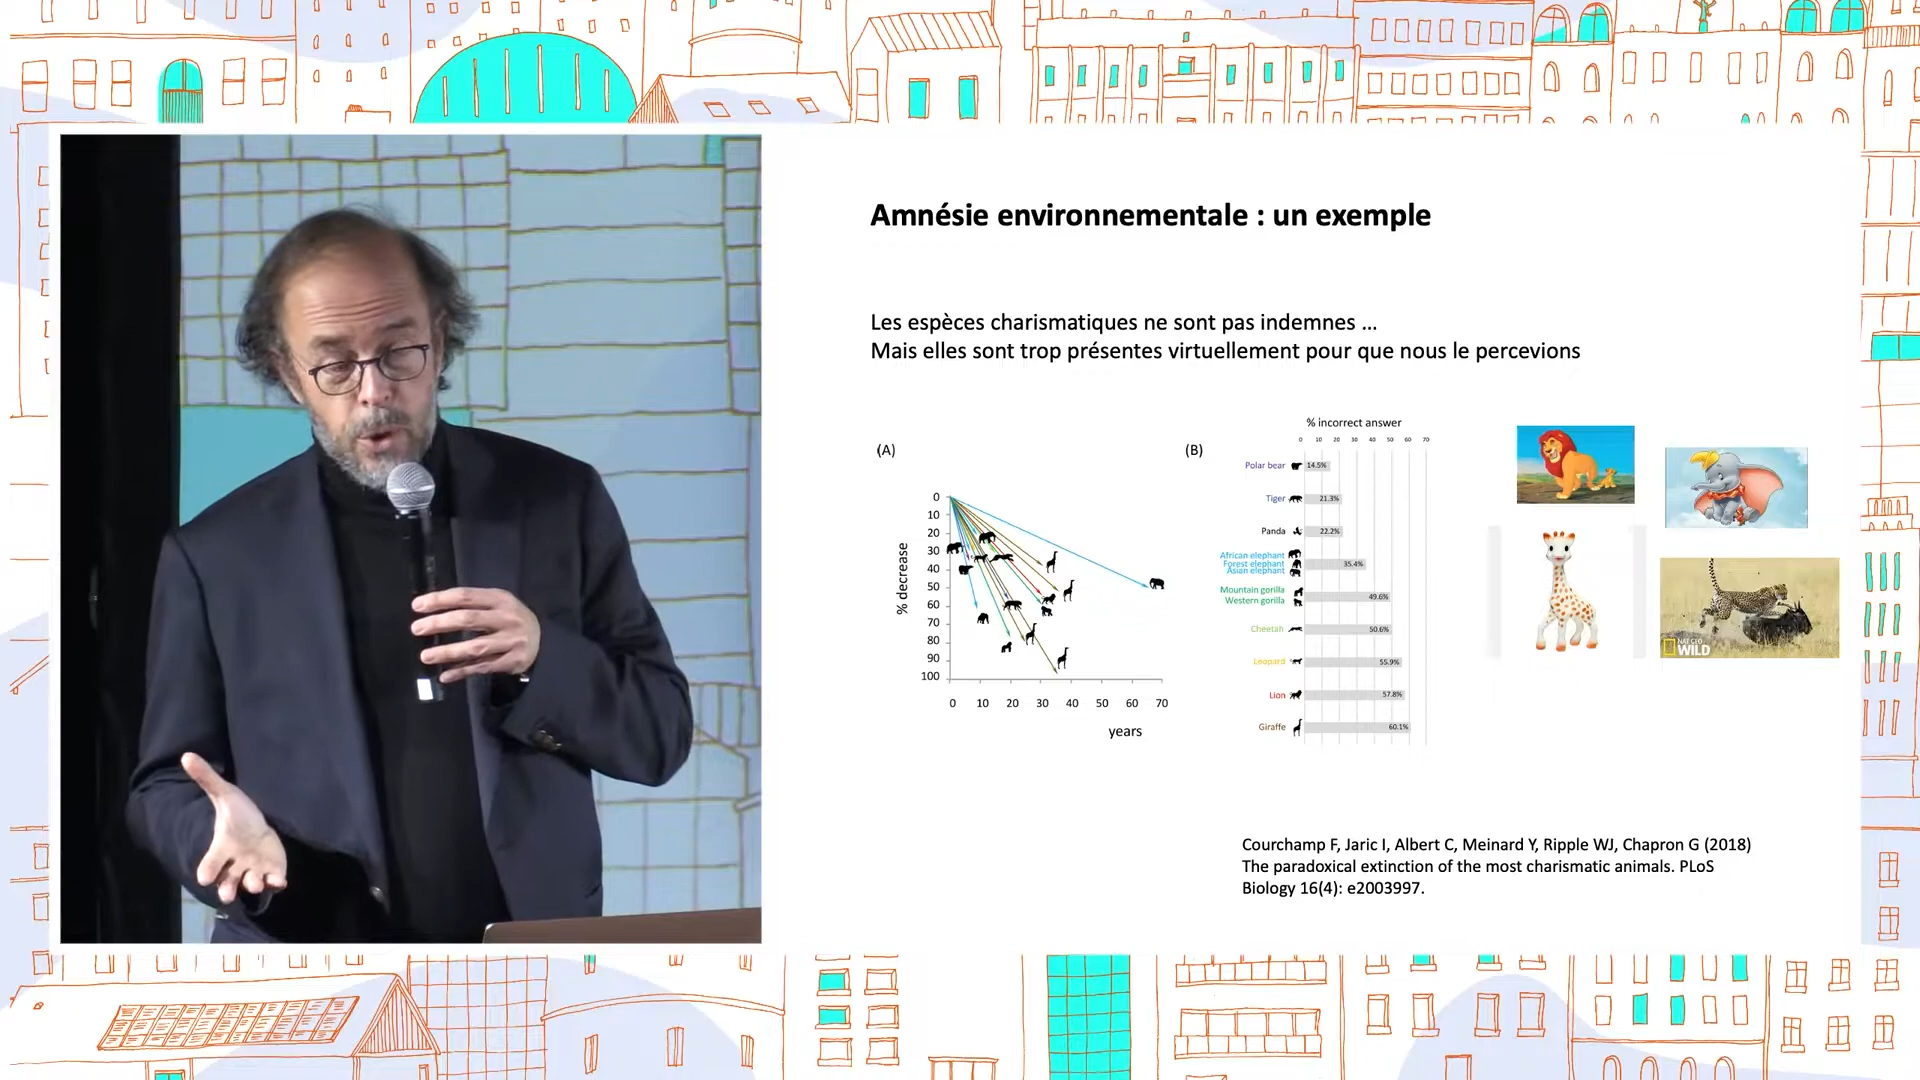 Amnésie environnementale : un exemple
Les espèces charismatiques ne sont pas indemnes ...
Mais elles sont trop présentes virtuellement pour que nous le percevions
(A)
% decrease
0
10
20
30
40
50
60
70
80
90
100
0 10 20 30 40 50 60 70
years
(B)
% incorrect answer
0 10 20 30 40 50 60 70
Polar bear 14.5%
Tiger 21.3%
Panda 22.2%
African elephant
Forest elephant 35.4%
Asian elephant
Mountain gorilla 49.6%
Western gorilla
Cheetah 50.6%
Leopard 55.9%
Lion 57.8%
Giraffe 60.1%
NAT GEO
WILD
Courchamp F, Jaric I, Albert C, Meinard Y, Ripple WJ, Chapron G (2018)
The paradoxical extinction of the most charismatic animals. PLoS
Biology 16(4): e2003997.